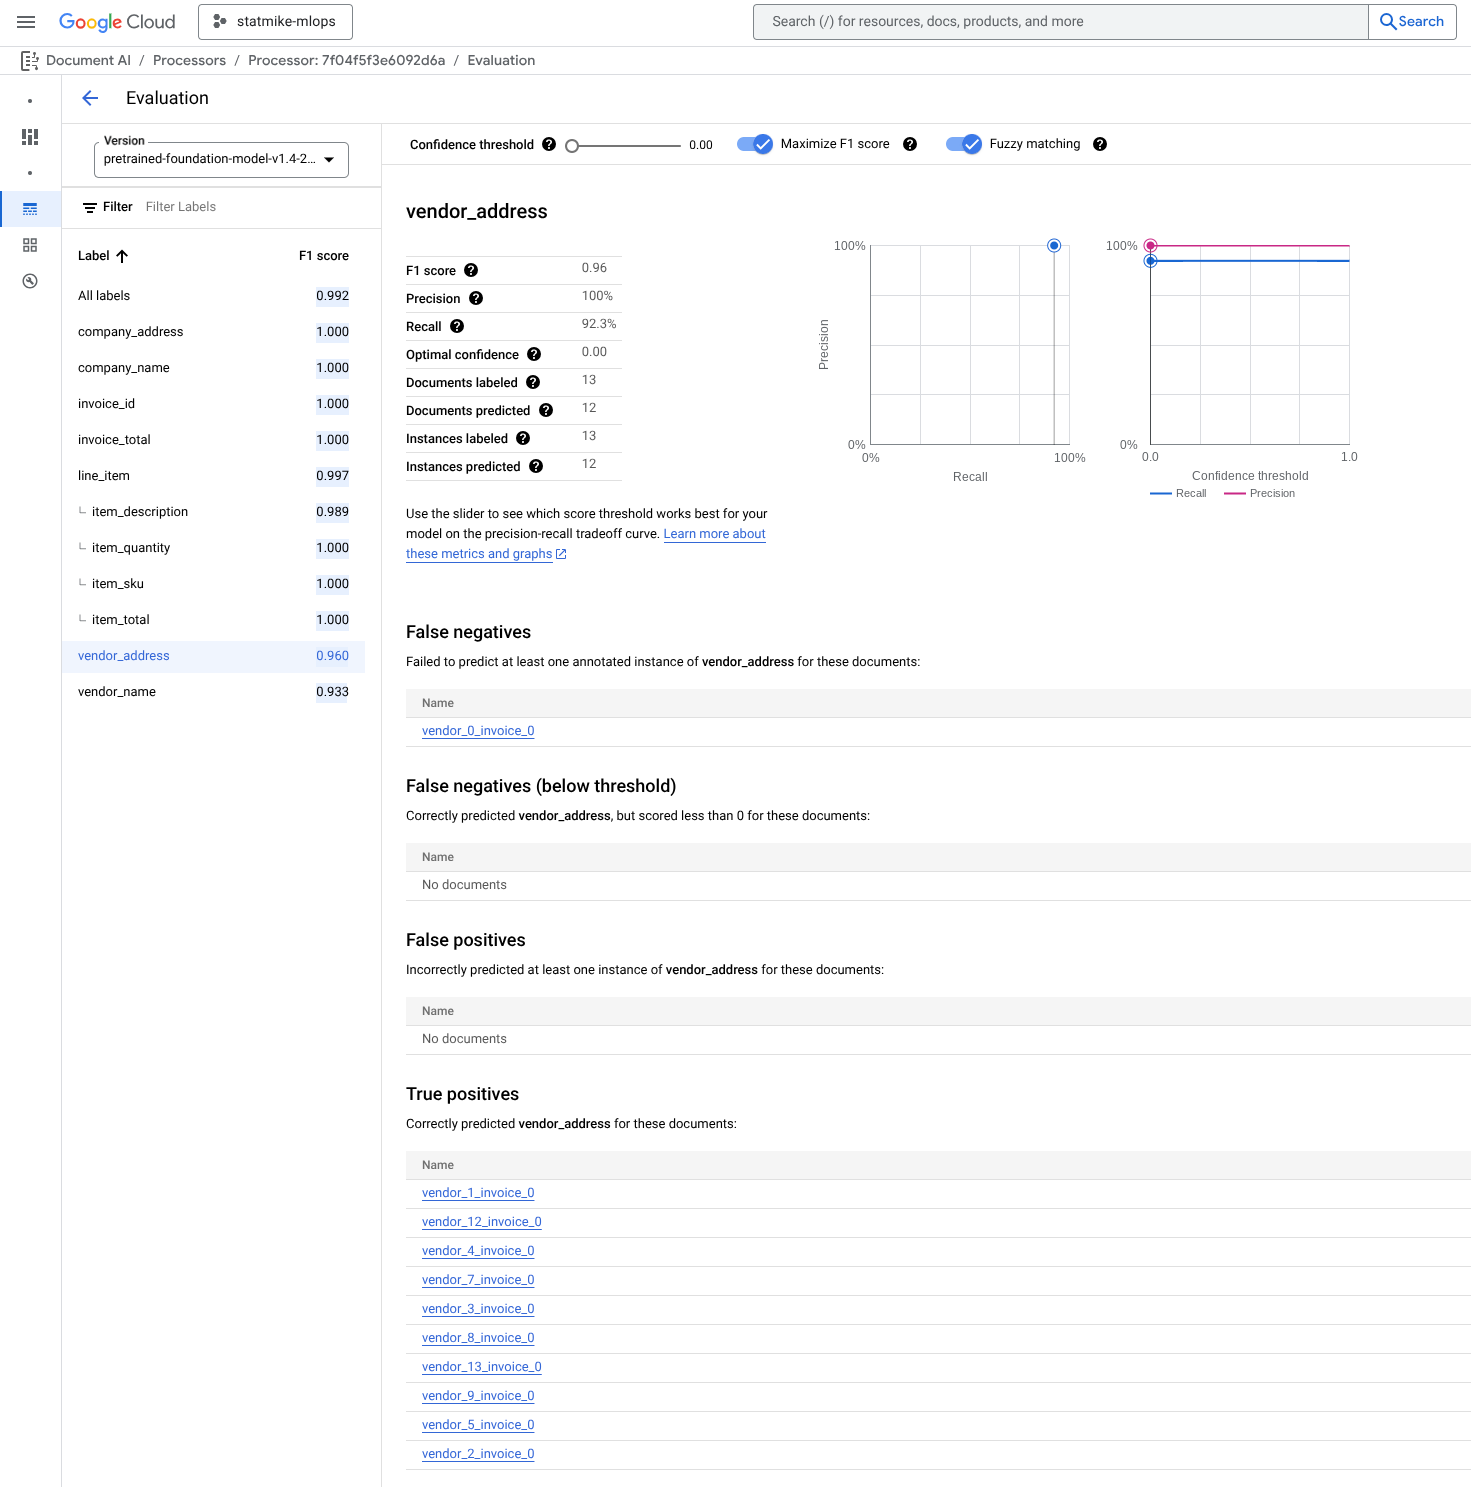 Google Cloud
statmike-mlops
Search (/) for resources, docs, products, and more
Search
Document AI / Processors / Processor: 7f04f5f3e6092d6a / Evaluation
Evaluation
Version
pretrained-foundation-model-v1.4-2...
Filter Filter Labels
Label F1 score
All labels 0.992
company_address 1.000
company_name 1.000
invoice_id 1.000
invoice_total 1.000
line_item 0.997
item_description 0.989
item_quantity 1.000
item_sku 1.000
item_total 1.000
vendor_address 0.960
vendor_name 0.933
Confidence threshold 0.00 Maximize F1 score Fuzzy matching
vendor_address
F1 score 0.96
Precision 100%
Recall 92.3%
Optimal confidence 0.00
Documents labeled 13
Documents predicted 12
Instances labeled 13
Instances predicted 12
100%
Precision
0%
0% 100%
Recall
100%
0%
0.0 1.0
Confidence threshold
Recall Precision
Use the slider to see which score threshold works best for your
model on the precision-recall tradeoff curve. Learn more about
these metrics and graphs
False negatives
Failed to predict at least one annotated instance of vendor_address for these documents:
Name
vendor_0_invoice_0
False negatives (below threshold)
Correctly predicted vendor_address, but scored less than 0 for these documents:
Name
No documents
False positives
Incorrectly predicted at least one instance of vendor_address for these documents:
Name
No documents
True positives
Correctly predicted vendor_address for these documents:
Name
vendor_1_invoice_0
vendor_12_invoice_0
vendor_4_invoice_0
vendor_7_invoice_0
vendor_3_invoice_0
vendor_8_invoice_0
vendor_13_invoice_0
vendor_9_invoice_0
vendor_5_invoice_0
vendor_2_invoice_0